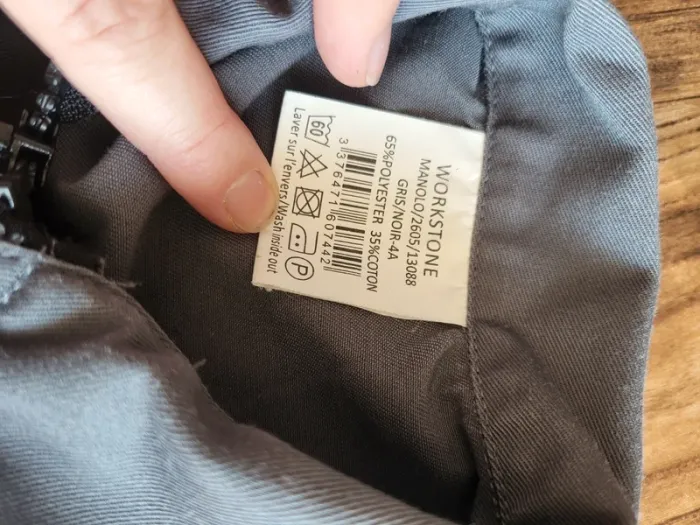 WORKSTONE
MANOLO/2605/13088
GRIS/NOIR-4A
65%POLYESTER 35%COTON
3 376471 607442
60
P
Laver sur l'envers/Wash inside out